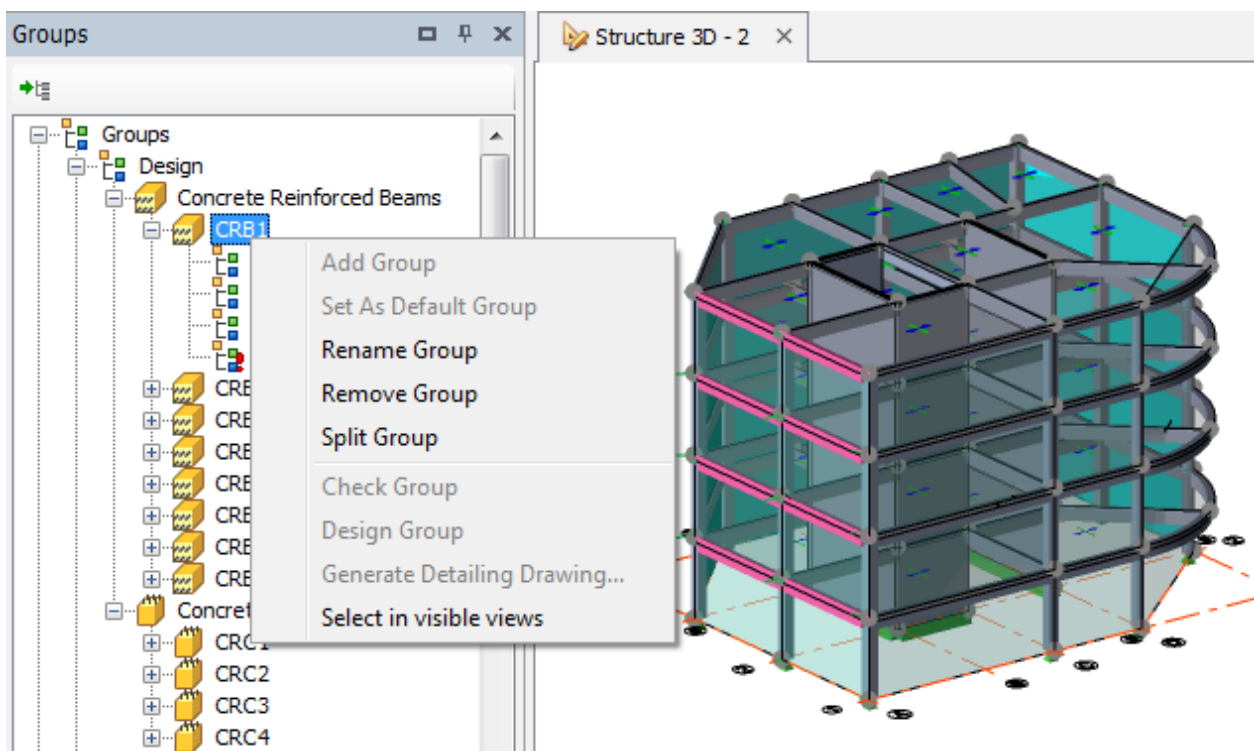 Groups
Structure 3D - 2
Groups
Design
Concrete Reinforced Beams
CRB1
Add Group
Set As Default Group
Rename Group
Remove Group
Split Group
Check Group
Design Group
Generate Detailing Drawing...
Select in visible views
CRC2
CRC3
CRC4